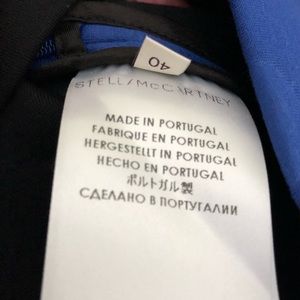 40
STELLA McCARTNEY
MADE IN PORTUGAL
FABRIQUE EN PORTUGAL
HERGESTELLT IN PORTUGAL
HECHO EN PORTUGAL
ポルトガル製
СДЕЛАНО В ПОРТУГАЛИИ